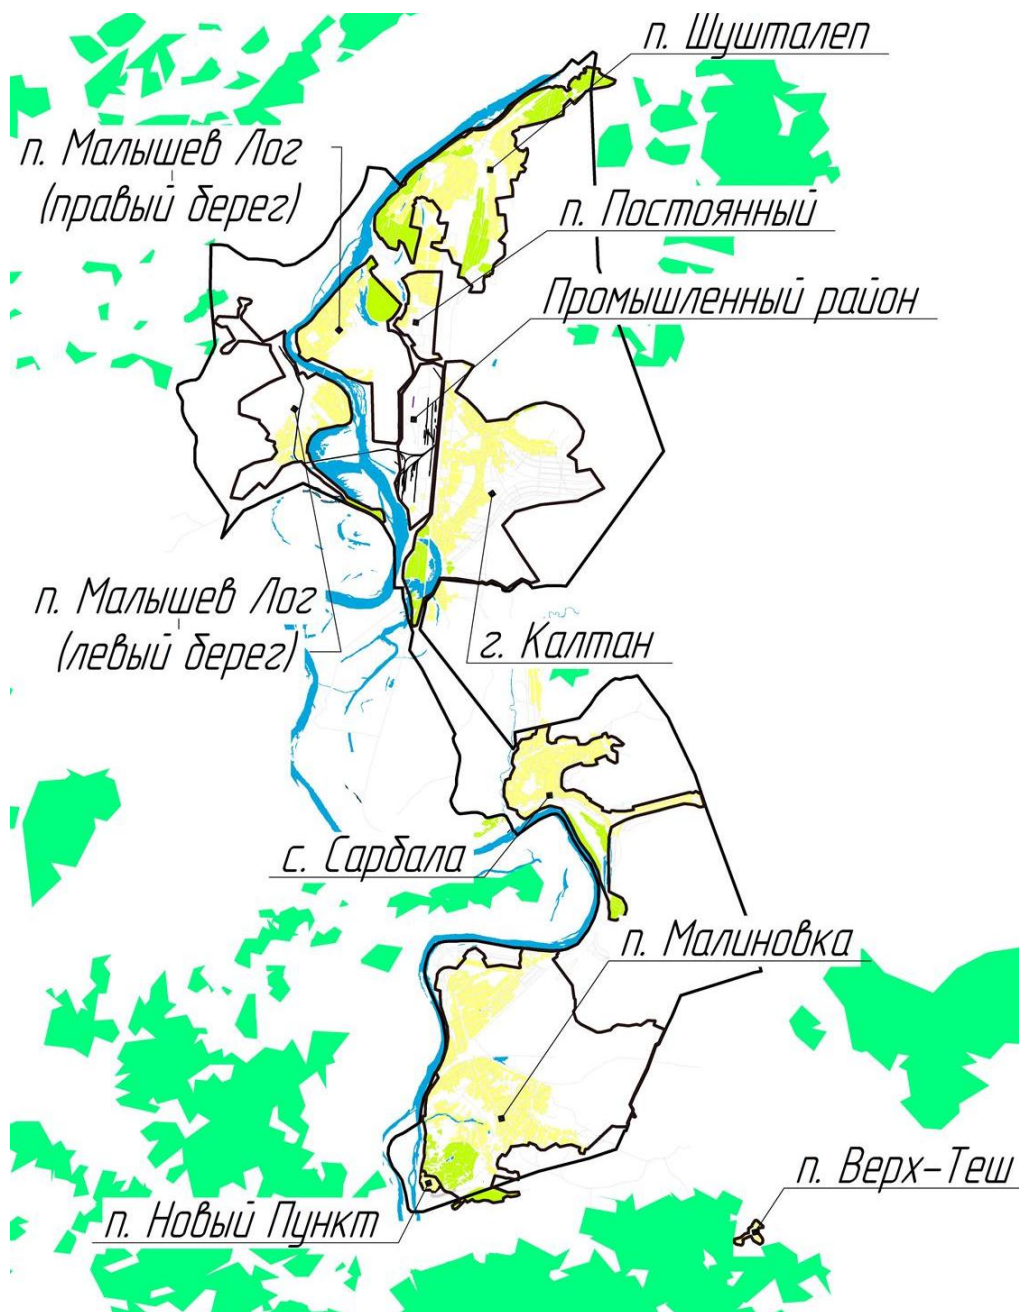 п. Шушталеп
п. Малышев Лог
(правый берег)
п. Постоянный
Промышленный район
п. Малышев Лог
(левый берег)
г. Калтан
с. Сарбала
п. Малиновка
п. Верх-Теш
п. Новый Пункт